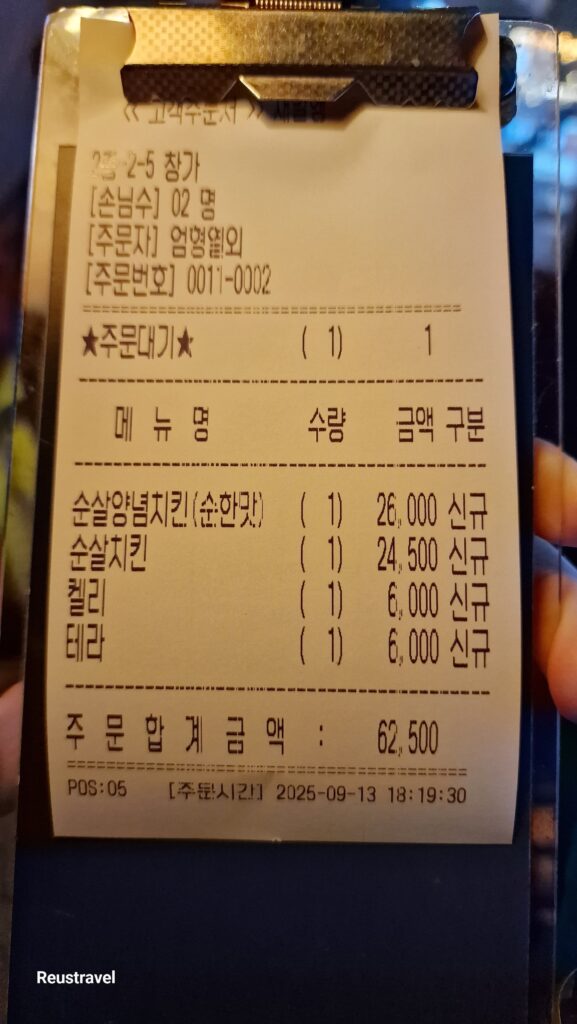 << 고객주문서 >> 새
2층 2-5 창가
[손님수] 02 명
[주문자] 엄형열외
[주문번호] 0011-0002
★주문대기★ ( 1) 1
메 뉴 명 수량 금액 구분
순살양념치킨(순한맛) ( 1) 26,000 신규
순살치킨 ( 1) 24,500 신규
켈리 ( 1) 6,000 신규
테라 ( 1) 6,000 신규
주 문 합 계 금 액 : 62,500
POS:05 [주문시간] 2025-09-13 18:19:30
Reustravel